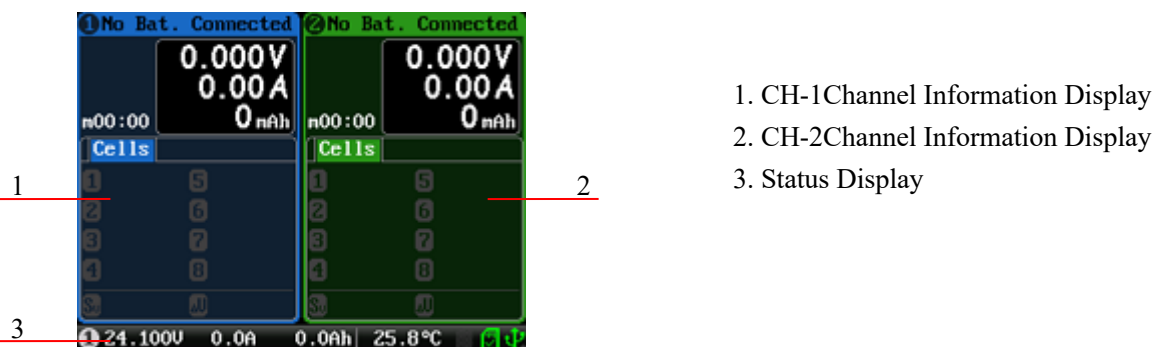 ❶No Bat. Connected
0.000V
0.00A
m00:00 0mAh
Cells
1 5
2 6
3 7
4 8
❷No Bat. Connected
0.000V
0.00A
m00:00 0mAh
Cells
1 5
2 6
3 7
4 8
❶24.100V 0.0A 0.0Ah 25.8℃
1
2
3
1. CH-1Channel Information Display
2. CH-2Channel Information Display
3. Status Display